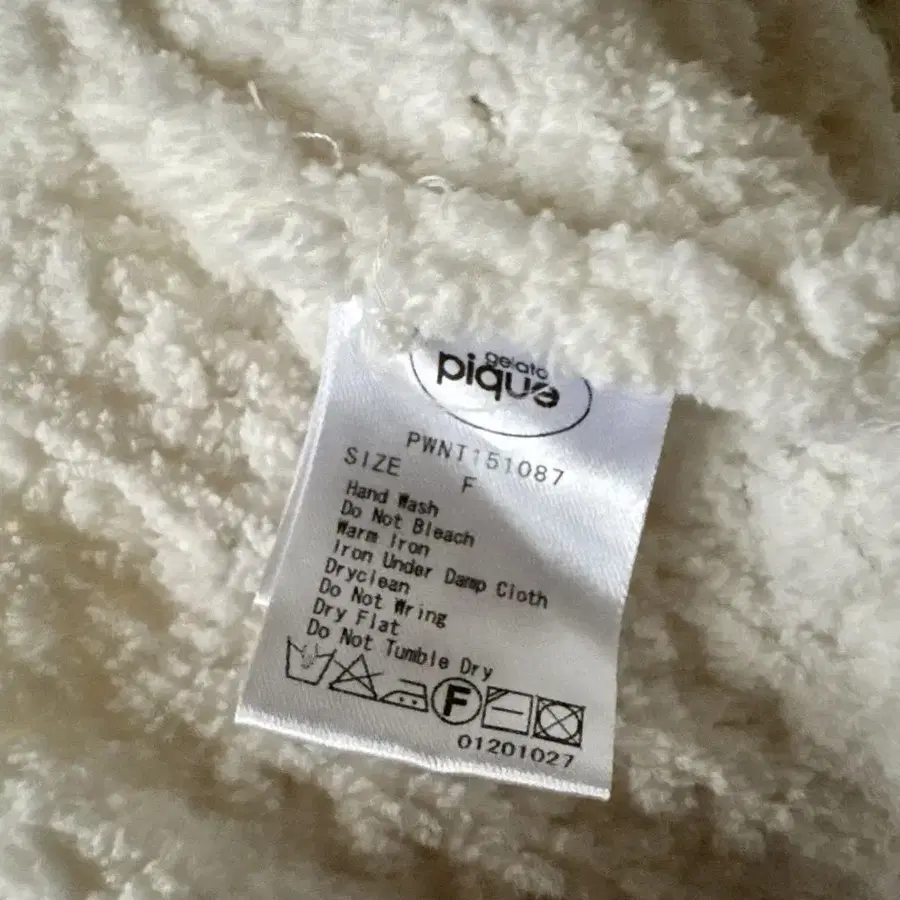 gelato
pique
PWNT151087
SIZE F
Hand Wash
Do Not Bleach
Warm Iron
Iron Under Damp Cloth
Dryclean
Do Not Wring
Dry Flat
Do Not Tumble Dry
F
01201027